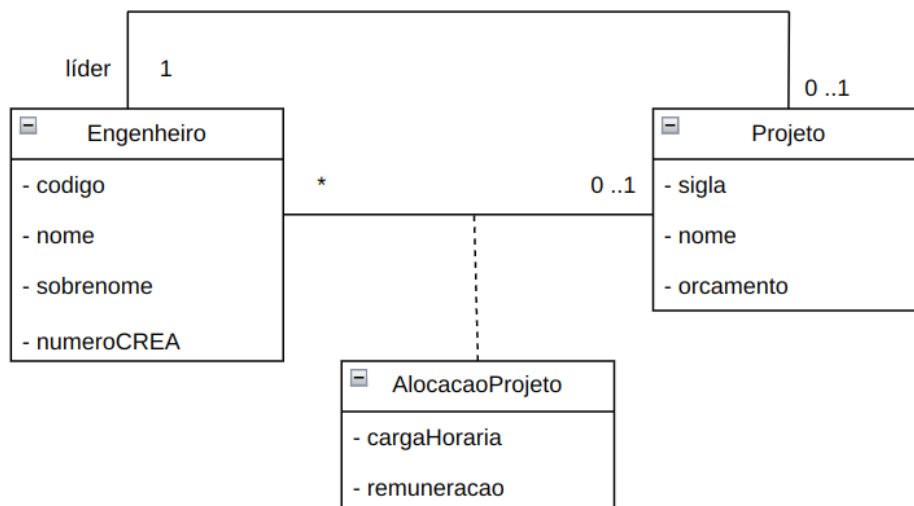 líder 1
0 ..1
Engenheiro
- codigo
- nome
- sobrenome
- numeroCREA
* 0 ..1
Projeto
- sigla
- nome
- orcamento
AlocacaoProjeto
- cargaHoraria
- remuneracao